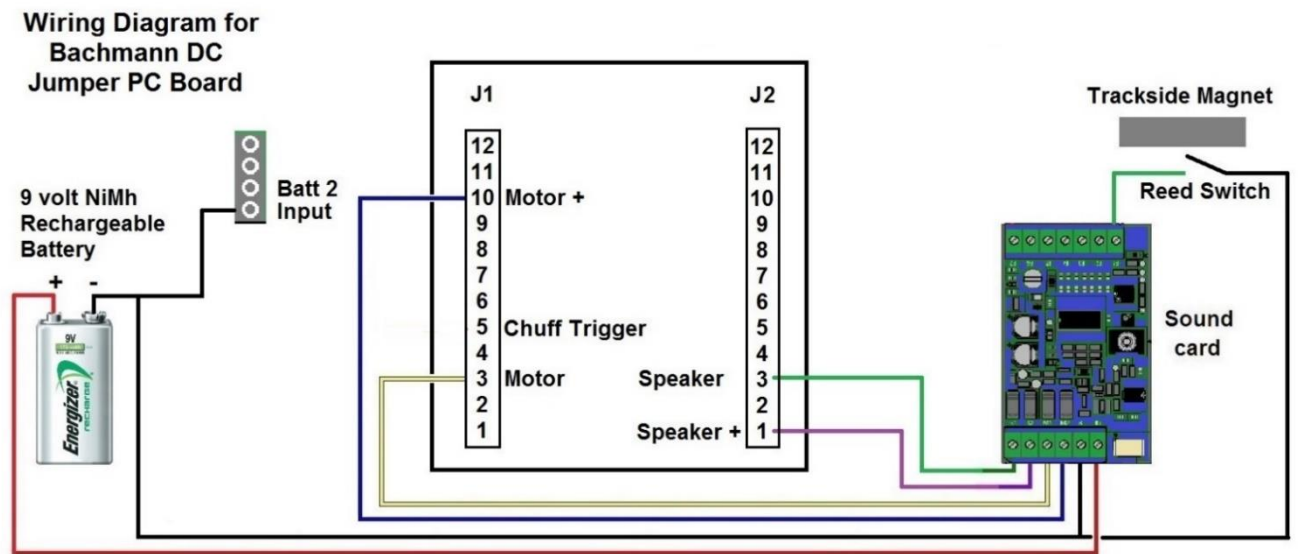 Wiring Diagram for
Bachmann DC
Jumper PC Board
J1
J2
Trackside Magnet
Reed Switch
9 volt NiMh
Rechargeable
Battery
+ -
Batt 2
Input
12
11
10 Motor +
9
8
7
6
5 Chuff Trigger
4
3 Motor
2
1
12
11
10
9
8
7
6
5
4
Speaker 3
2
Speaker + 1
Sound
card
9V
Energizer
recharge